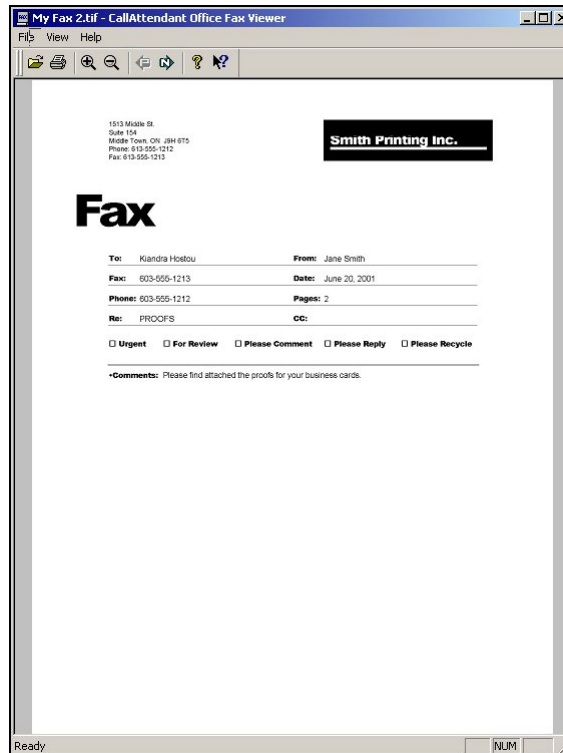 My Fax 2.tif - CallAttendant Office Fax Viewer
File View Help
1513 Middle St.
Suite 154
Middle Town, ON J9H 6T5
Phone: 613-555-1212
Fax: 613-555-1213
Smith Printing Inc.
Fax
To: Kiandra Hostou From: Jane Smith
Fax: 603-555-1213 Date: June 20, 2001
Phone: 603-555-1212 Pages: 2
Re: PROOFS CC:
☐ Urgent ☐ For Review ☐ Please Comment ☐ Please Reply ☐ Please Recycle
•Comments: Please find attached the proofs for your business cards.
Ready NUM